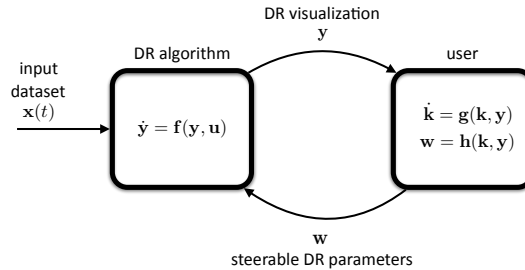 DR visualization
y
DR algorithm
user
input
dataset
x(t)
ẏ = f(y, u)
k̇ = g(k, y)
w = h(k, y)
w
steerable DR parameters